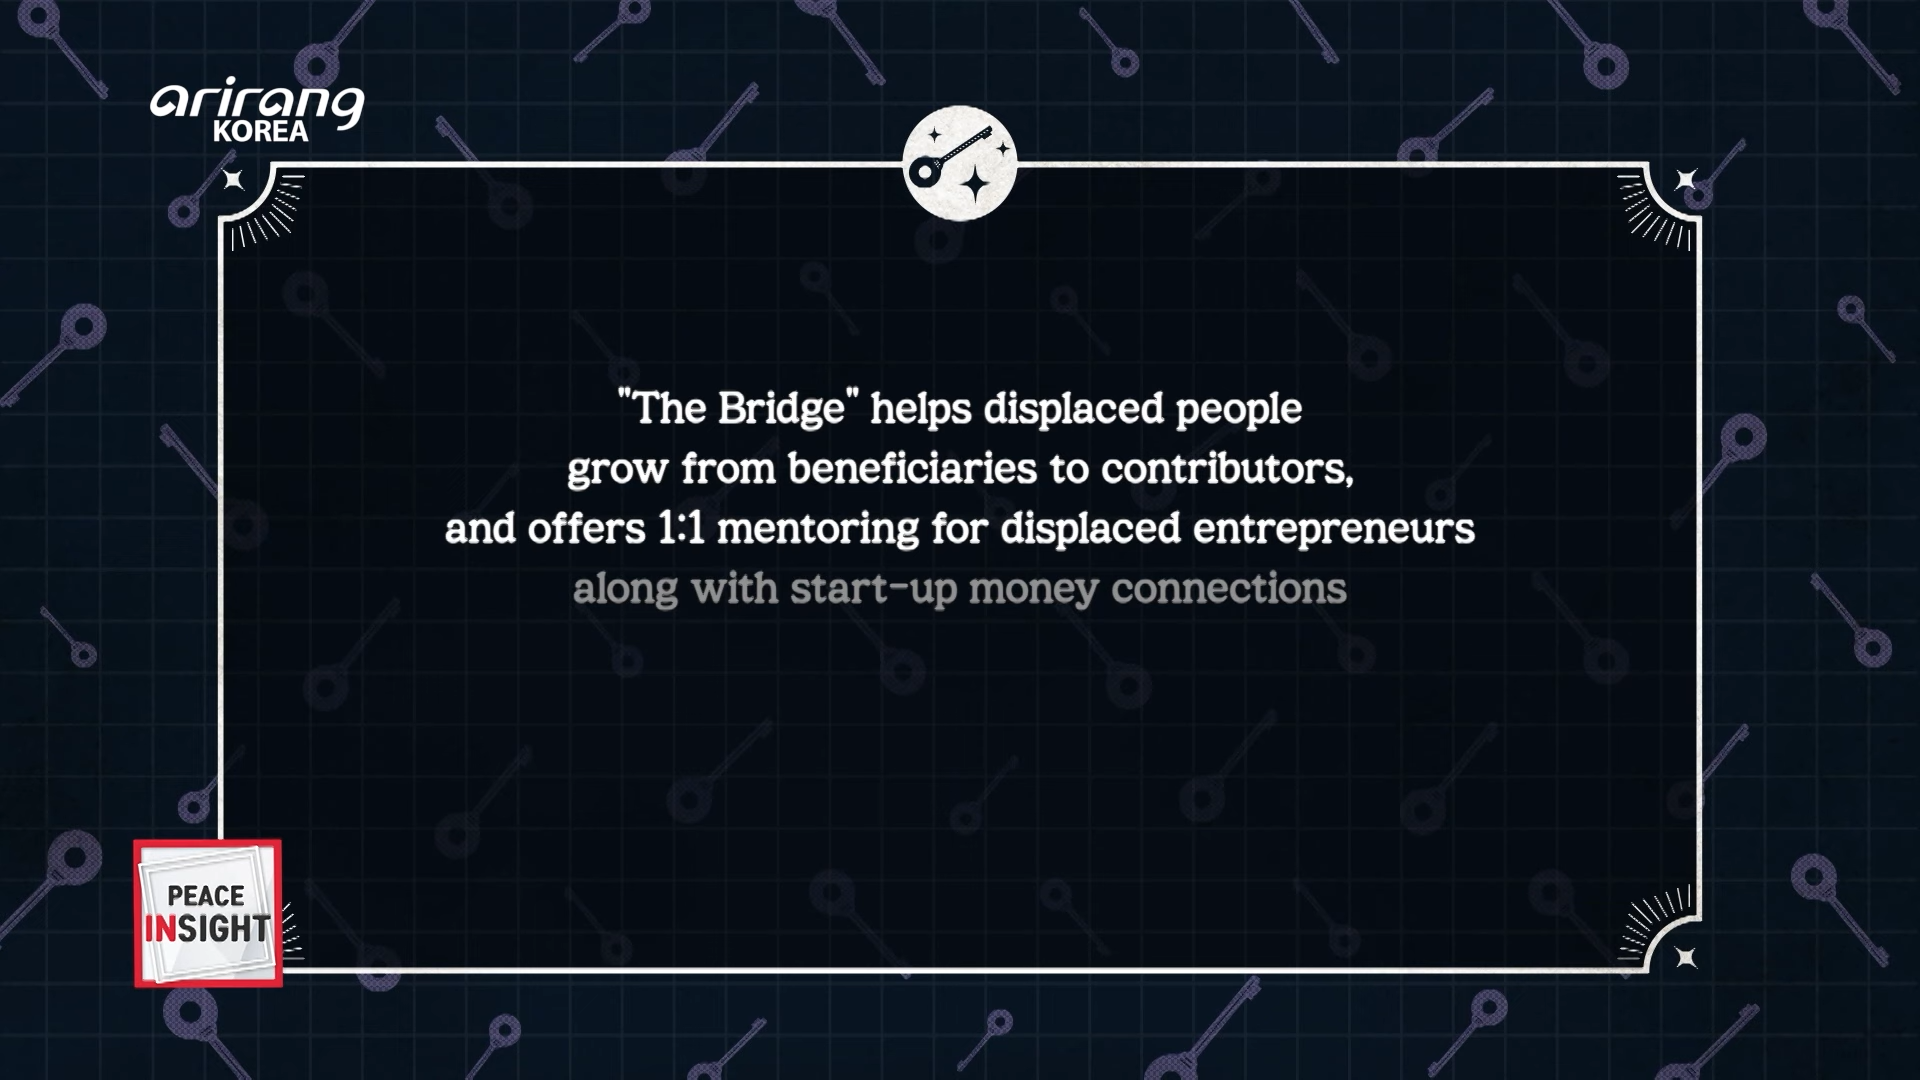 arirang
KOREA
"The Bridge" helps displaced people
grow from beneficiaries to contributors,
and offers 1:1 mentoring for displaced entrepreneurs
along with start-up money connections
PEACE
INSIGHT